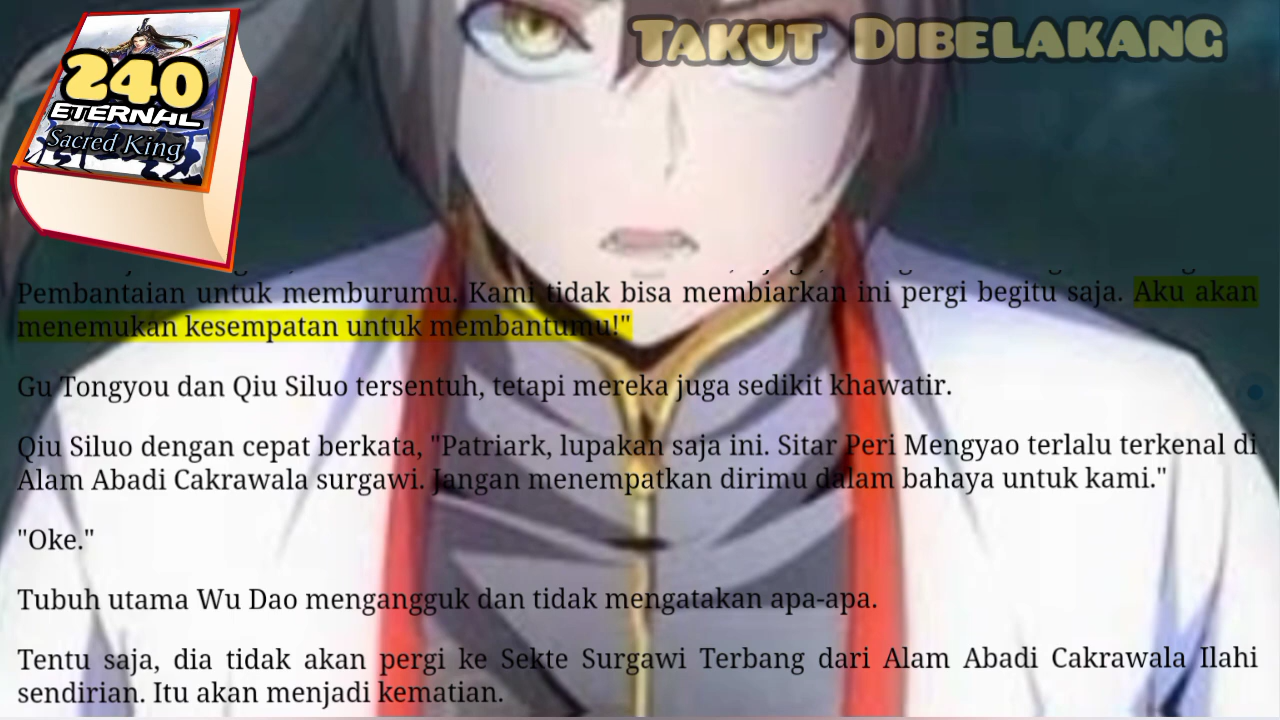 TAKUT DIBELAKANG
240
ETERNAL
Sacred King
Pembantaian untuk memburumu. Kami tidak bisa membiarkan ini pergi begitu saja. Aku akan
menemukan kesempatan untuk membantumu!"
Gu Tongyou dan Qiu Siluo tersentuh, tetapi mereka juga sedikit khawatir.
Qiu Siluo dengan cepat berkata, "Patriark, lupakan saja ini. Sitar Peri Mengyao terlalu terkenal di
Alam Abadi Cakrawala surgawi. Jangan menempatkan dirimu dalam bahaya untuk kami."
"Oke."
Tubuh utama Wu Dao mengangguk dan tidak mengatakan apa-apa.
Tentu saja, dia tidak akan pergi ke Sekte Surgawi Terbang dari Alam Abadi Cakrawala Ilahi
sendirian. Itu akan menjadi kematian.